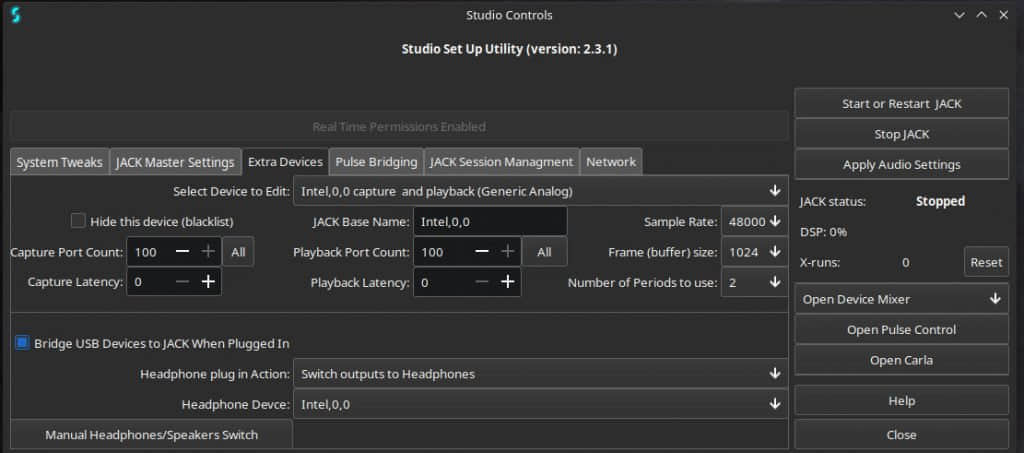 Studio Controls
Studio Set Up Utility (version: 2.3.1)
Real Time Permissions Enabled
System Tweaks JACK Master Settings Extra Devices Pulse Bridging JACK Session Managment Network
Select Device to Edit: Intel,0,0 capture and playback (Generic Analog)
Hide this device (blacklist) JACK Base Name: Intel,0,0 Sample Rate: 48000
Capture Port Count: 100 All Playback Port Count: 100 All Frame (buffer) size: 1024
Capture Latency: 0 Playback Latency: 0 Number of Periods to use: 2
Bridge USB Devices to JACK When Plugged In
Headphone plug in Action: Switch outputs to Headphones
Headphone Devce: Intel,0,0
Manual Headphones/Speakers Switch
Start or Restart JACK
Stop JACK
Apply Audio Settings
JACK status: Stopped
DSP: 0%
X-runs: 0 Reset
Open Device Mixer
Open Pulse Control
Open Carla
Help
Close